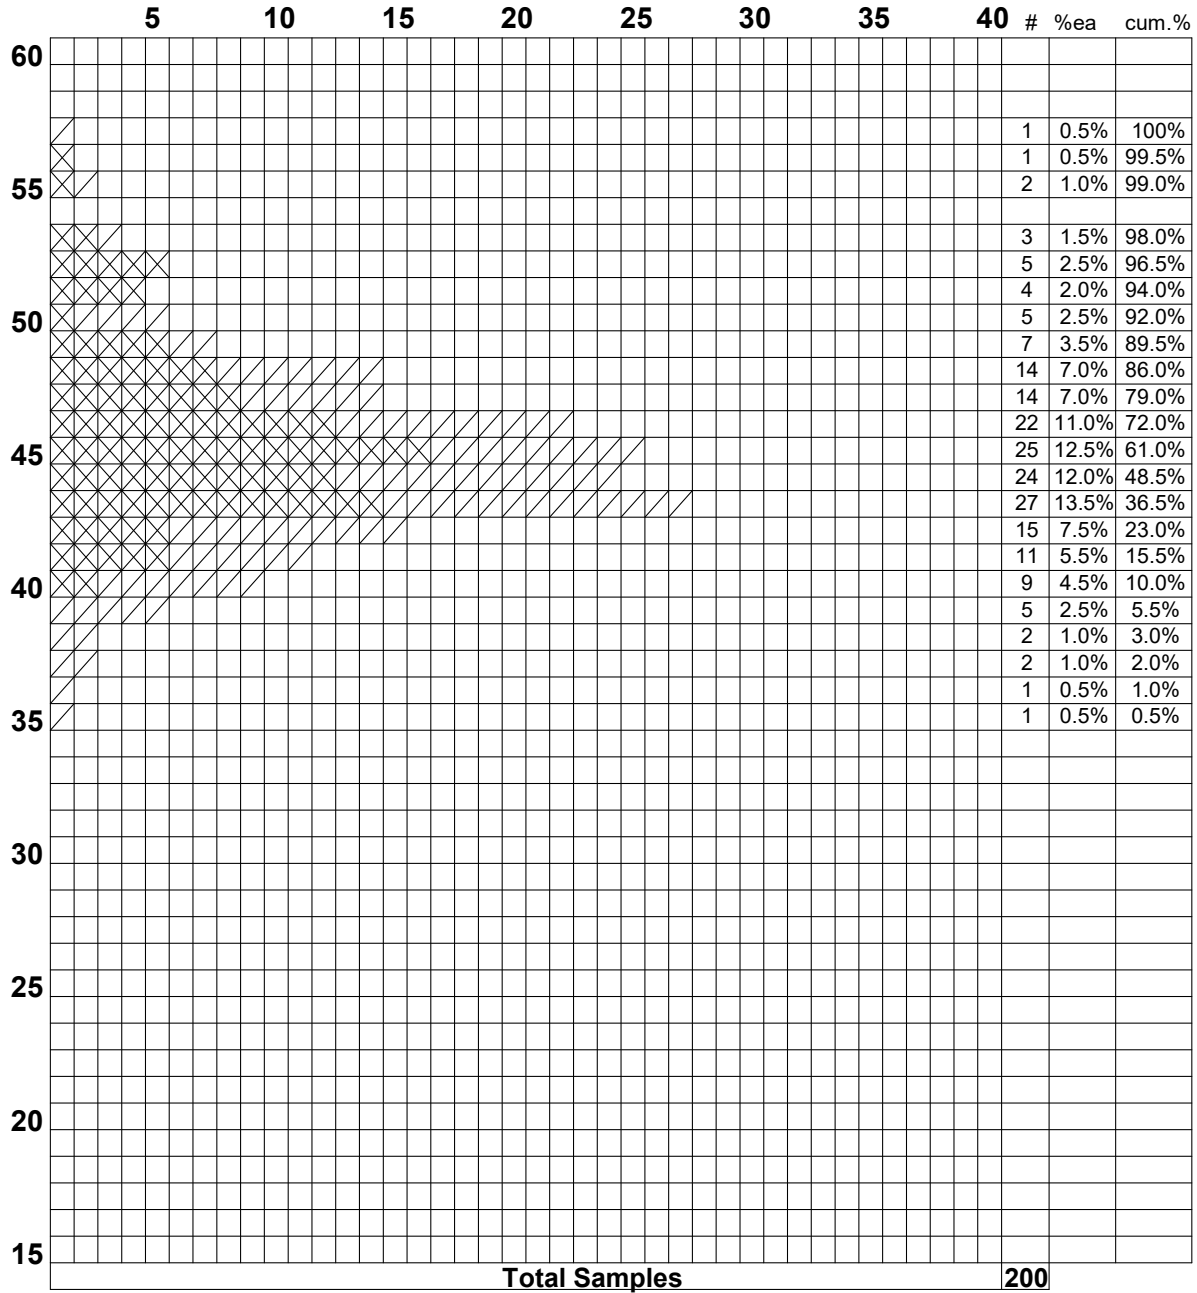 5 10 15 20 25 30 35 40 # %ea cum.%
60
1 0.5% 100%
1 0.5% 99.5%
55 2 1.0% 99.0%
3 1.5% 98.0%
5 2.5% 96.5%
4 2.0% 94.0%
50 5 2.5% 92.0%
7 3.5% 89.5%
14 7.0% 86.0%
14 7.0% 79.0%
22 11.0% 72.0%
45 25 12.5% 61.0%
24 12.0% 48.5%
27 13.5% 36.5%
15 7.5% 23.0%
11 5.5% 15.5%
40 9 4.5% 10.0%
5 2.5% 5.5%
2 1.0% 3.0%
2 1.0% 2.0%
1 0.5% 1.0%
35 1 0.5% 0.5%
30
25
20
15
Total Samples 200